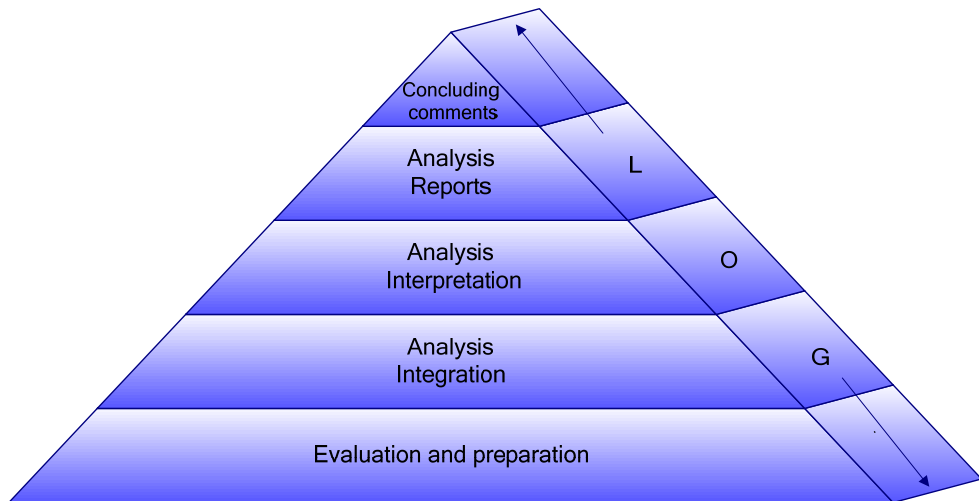 Concluding
comments
Analysis
Reports
L
Analysis
Interpretation
O
Analysis
Integration
G
Evaluation and preparation